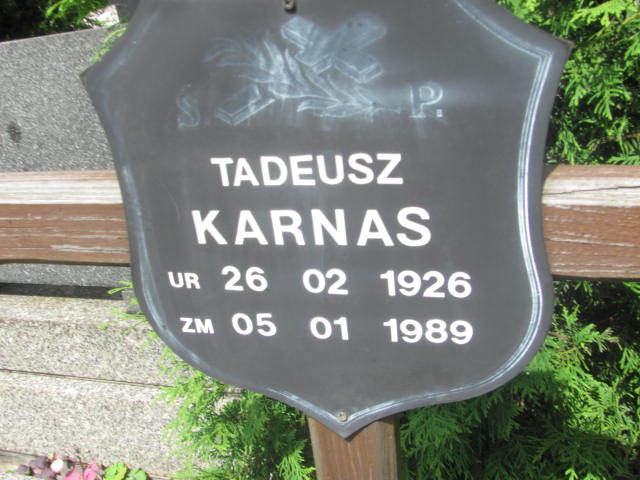 Ś. P.
TADEUSZ
KARNAS
UR 26 02 1926
ZM 05 01 1989